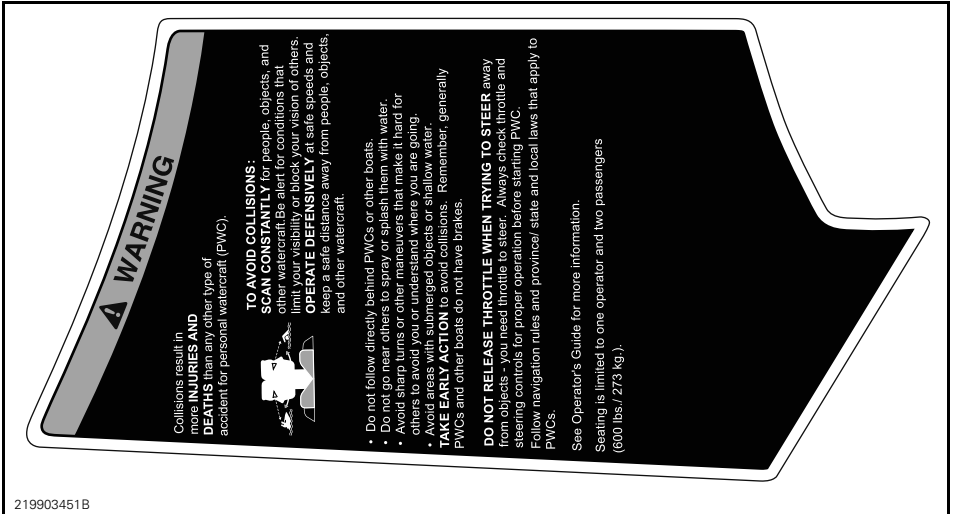 WARNING
Collisions result in
more INJURIES AND
DEATHS than any other type of
accident for personal watercraft (PWC).
TO AVOID COLLISIONS:
SCAN CONSTANTLY for people, objects, and
other watercraft.Be alert for conditions that
limit your visibility or block your vision of others.
OPERATE DEFENSIVELY at safe speeds and
keep a safe distance away from people, objects,
and other watercraft.
• Do not follow directly behind PWCs or other boats.
• Do not go near others to spray or splash them with water.
• Avoid sharp turns or other maneuvers that make it hard for
others to avoid you or understand where you are going.
• Avoid areas with submerged objects or shallow water.
TAKE EARLY ACTION to avoid collisions. Remember, generally
PWCs and other boats do not have brakes.
DO NOT RELEASE THROTTLE WHEN TRYING TO STEER away
from objects - you need throttle to steer. Always check throttle and
steering controls for proper operation before starting PWC.
Follow navigation rules and province/ state and local laws that apply to
PWCs.
See Operator's Guide for more information.
Seating is limited to one operator and two passengers
(600 lbs./ 273 kg.).
219903451B